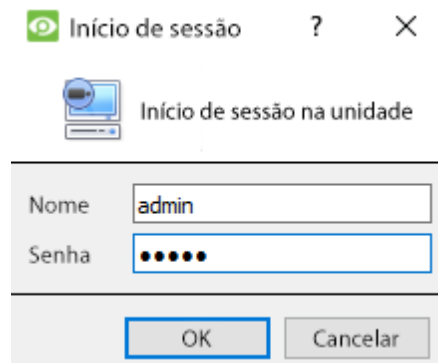 Início de sessão ? ×
Início de sessão na unidade
Nome admin
Senha •••••
OK Cancelar